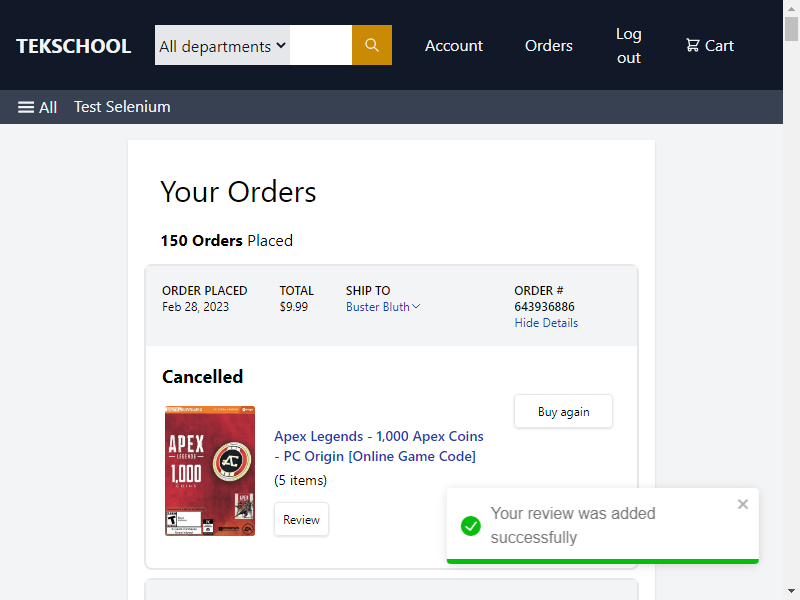 TEKSCHOOL
All departments
Account
Orders
Log out
Cart
All
Test Selenium
Your Orders
150 Orders Placed
ORDER PLACED
Feb 28, 2023
TOTAL
$9.99
SHIP TO
Buster Bluth
ORDER #
643936886
Hide Details
Cancelled
Buy again
APEX
LEGENDS
1,000
COINS
Apex Legends - 1,000 Apex Coins
- PC Origin [Online Game Code]
(5 items)
Review
Your review was added
successfully